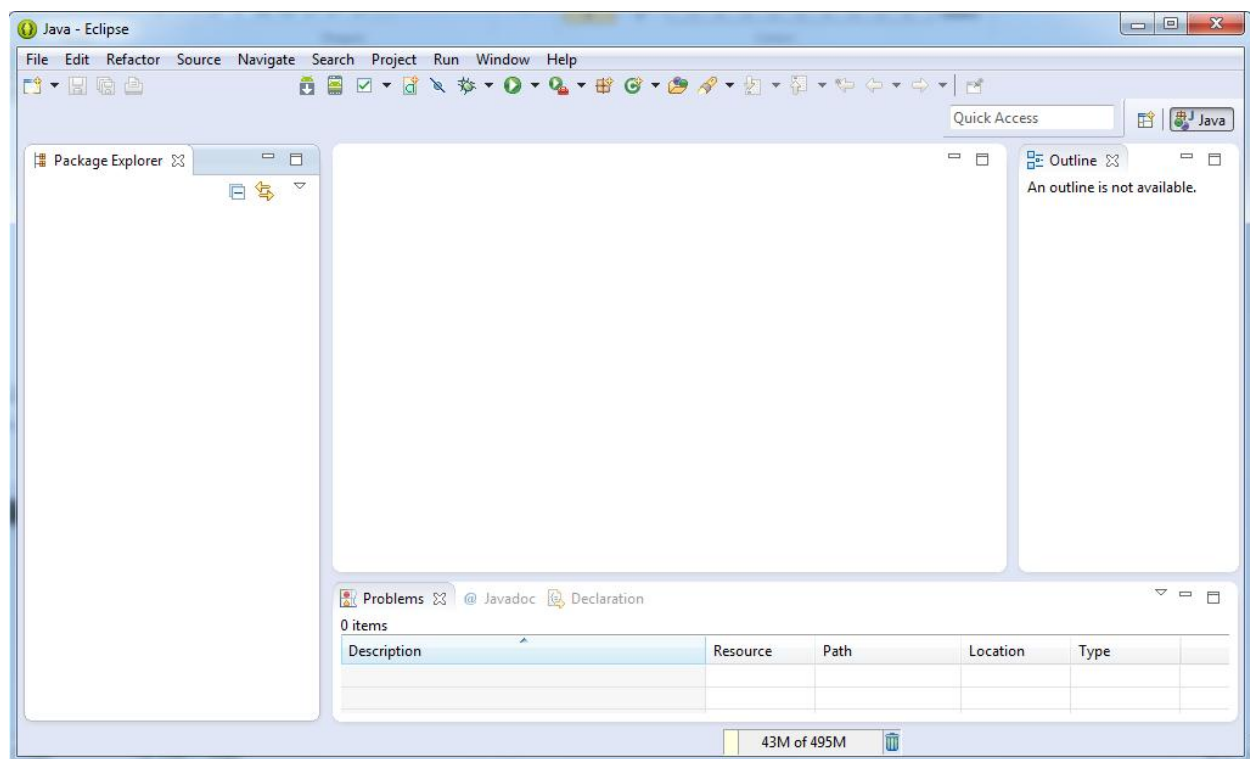 Java - Eclipse
File Edit Refactor Source Navigate Search Project Run Window Help
Quick Access
Java
Package Explorer
Outline
An outline is not available.
Problems @ Javadoc Declaration
0 items
Description Resource Path Location Type
43M of 495M